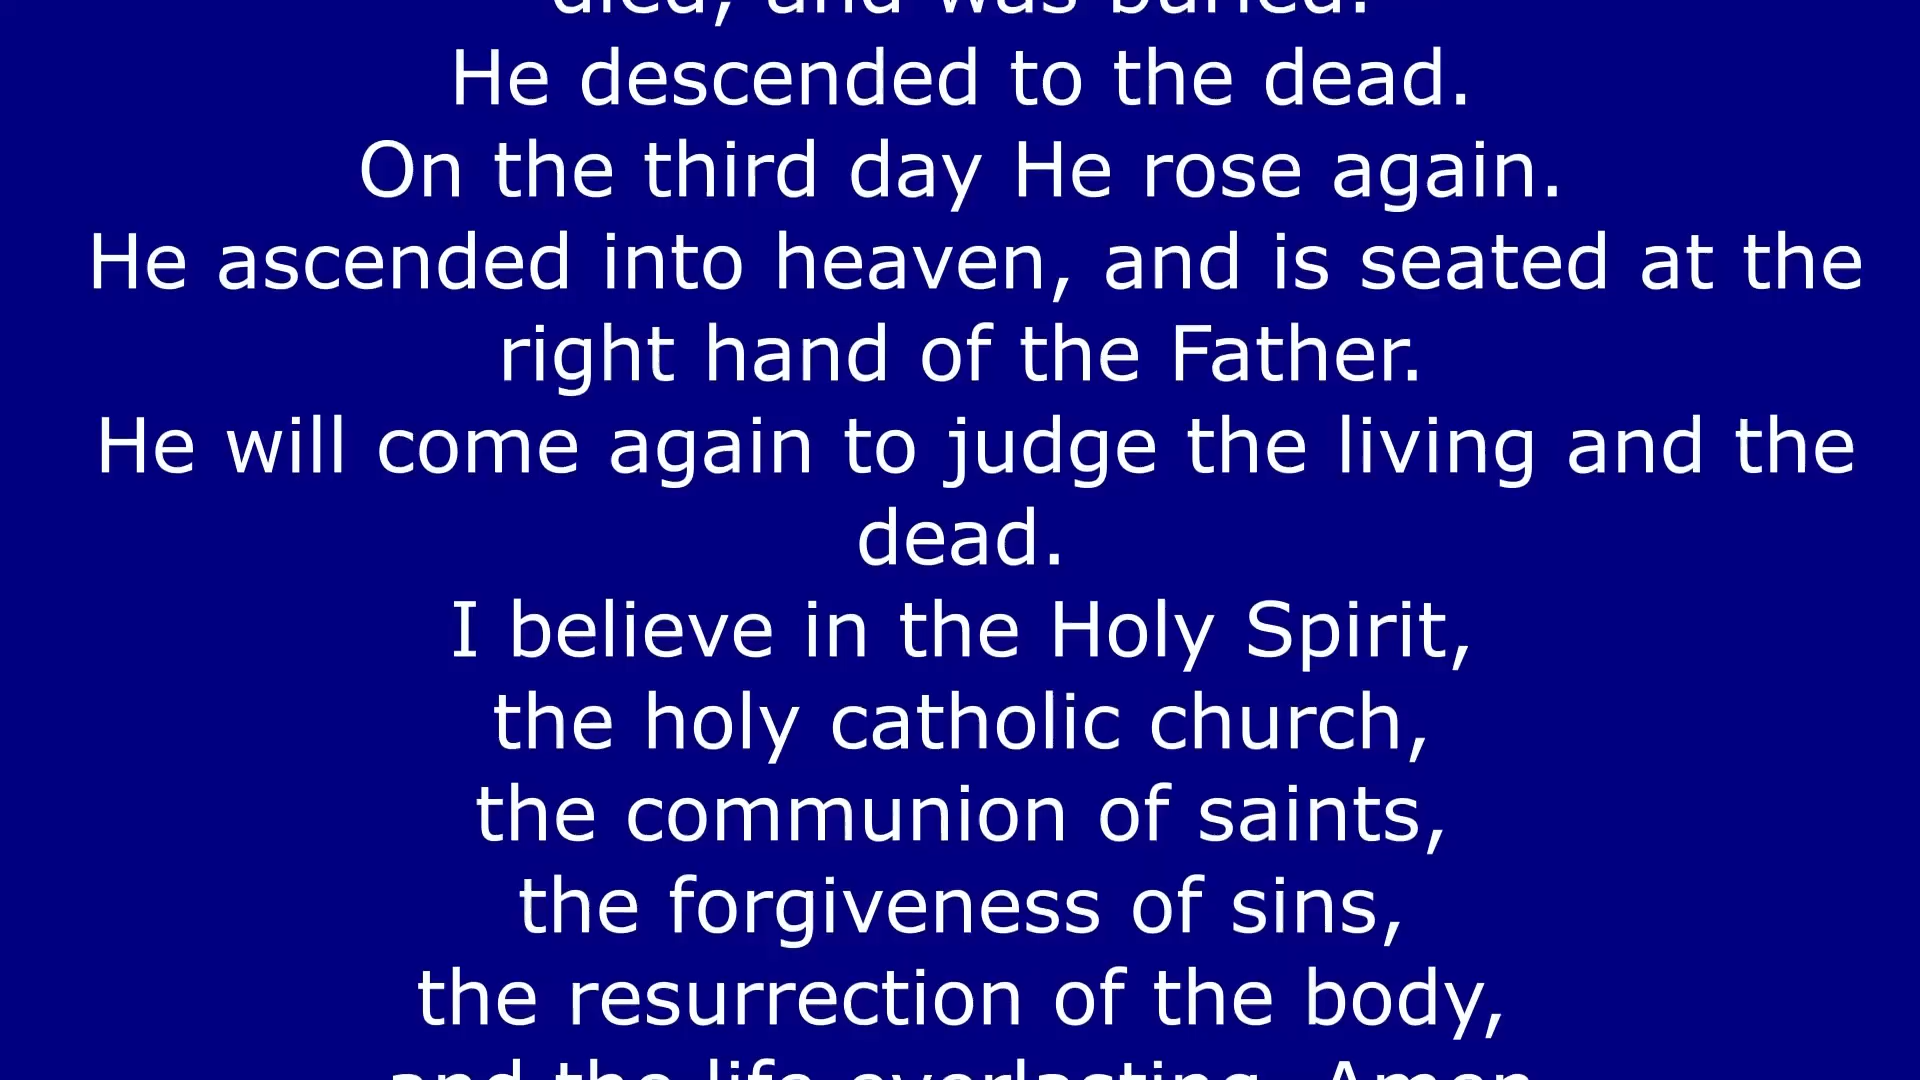 died, and was buried.
He descended to the dead.
On the third day He rose again.
He ascended into heaven, and is seated at the
right hand of the Father.
He will come again to judge the living and the
dead.
I believe in the Holy Spirit,
the holy catholic church,
the communion of saints,
the forgiveness of sins,
the resurrection of the body,
and the life everlasting. Amen